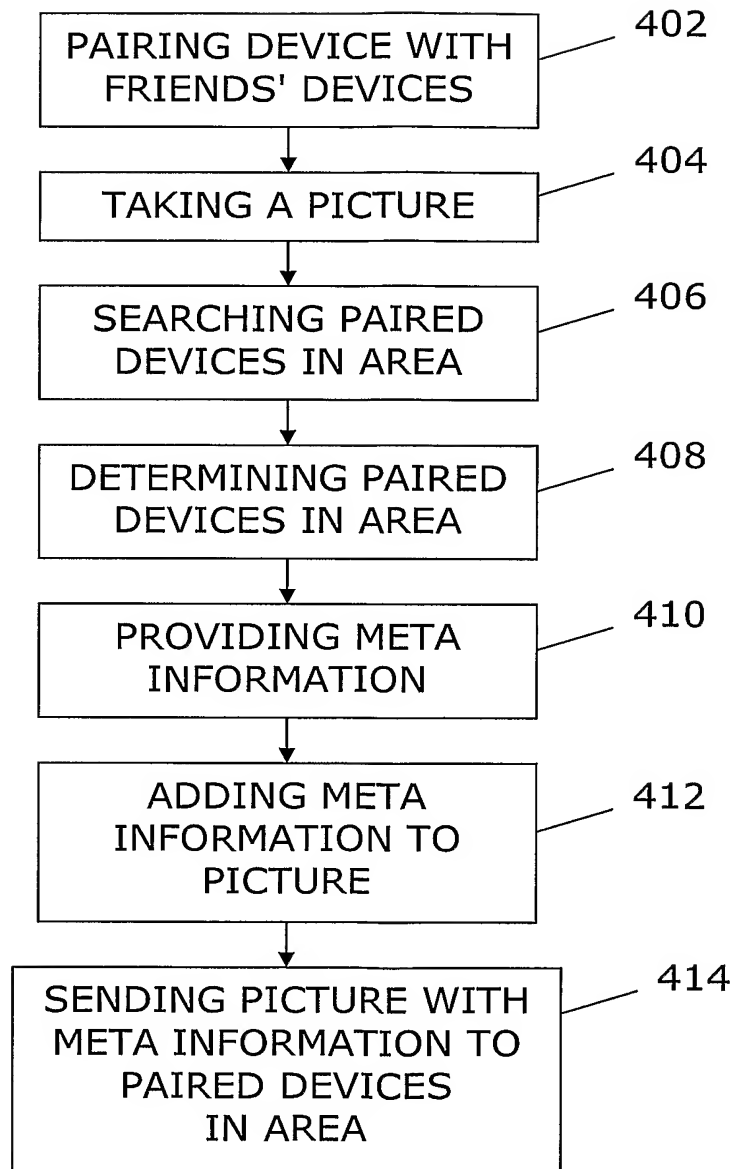 PAIRING DEVICE WITH
FRIENDS' DEVICES
402
TAKING A PICTURE
404
SEARCHING PAIRED
DEVICES IN AREA
406
DETERMINING PAIRED
DEVICES IN AREA
408
PROVIDING META
INFORMATION
410
ADDING META
INFORMATION TO
PICTURE
412
SENDING PICTURE WITH
META INFORMATION TO
PAIRED DEVICES
IN AREA
414